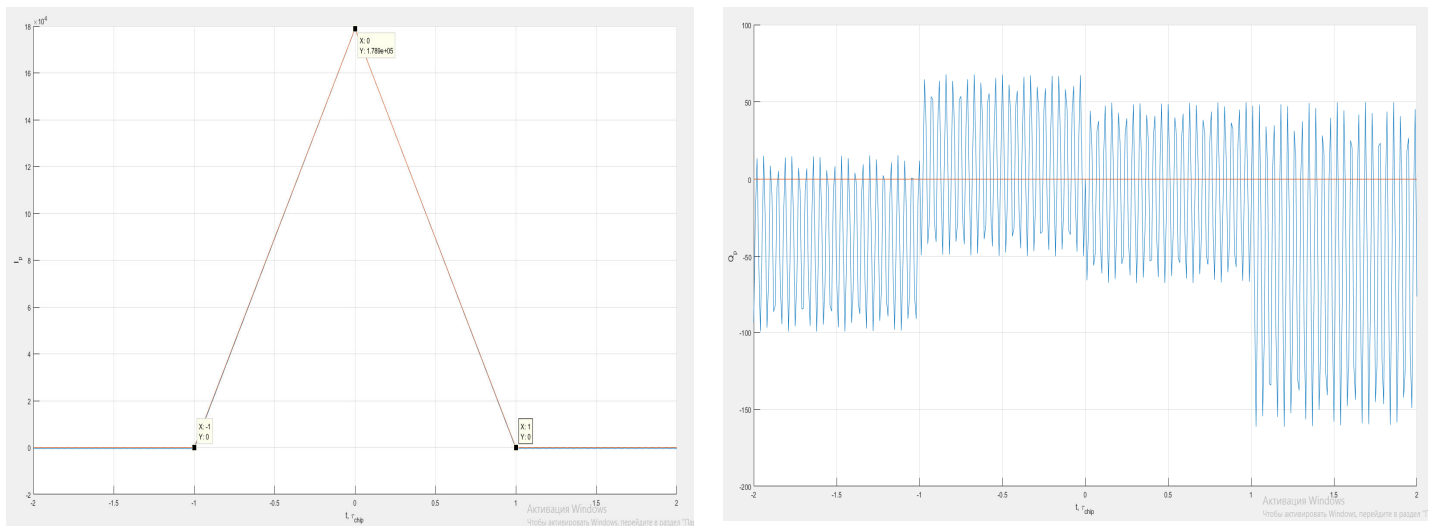 ×10⁴
18
16
14
12
10
8
6
4
2
0
-2
-2
-1.5
-1
-0.5
0
0.5
1
1.5
2
I_p
t, τ_chip
X: 0
Y: 1.789e+05
X: -1
Y: 0
X: 1
Y: 0
Активация Windows
Чтобы активировать Windows, перейдите в раздел "Па
100
50
0
-50
-100
-150
-200
-2
-1.5
-1
-0.5
0
0.5
1
1.5
2
Q_p
t, τ_chip
Активация Windows
Чтобы активировать Windows, перейдите в раздел "П